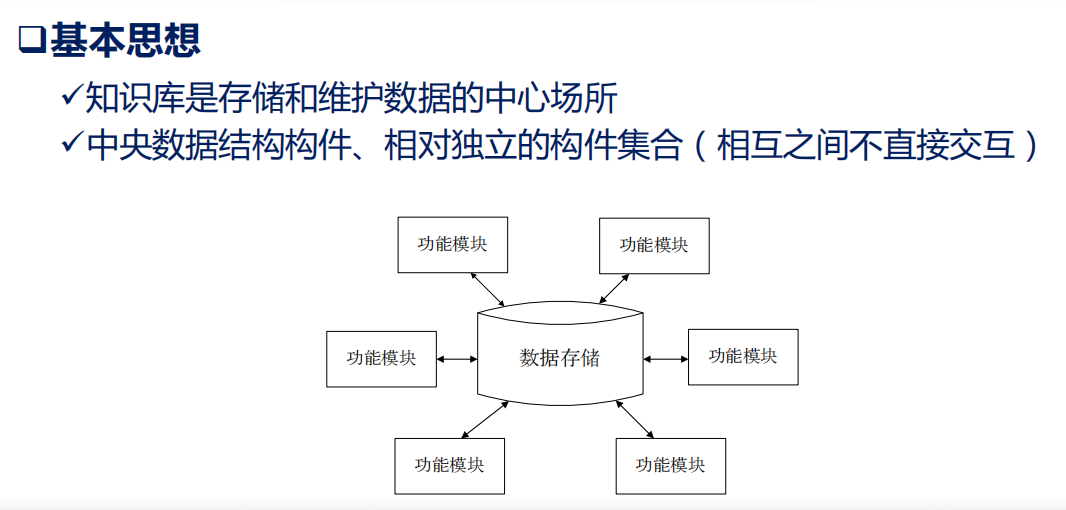 ❑基本思想
✓知识库是存储和维护数据的中心场所
✓中央数据结构构件、相对独立的构件集合（相互之间不直接交互）
功能模块
功能模块
功能模块
数据存储
功能模块
功能模块
功能模块